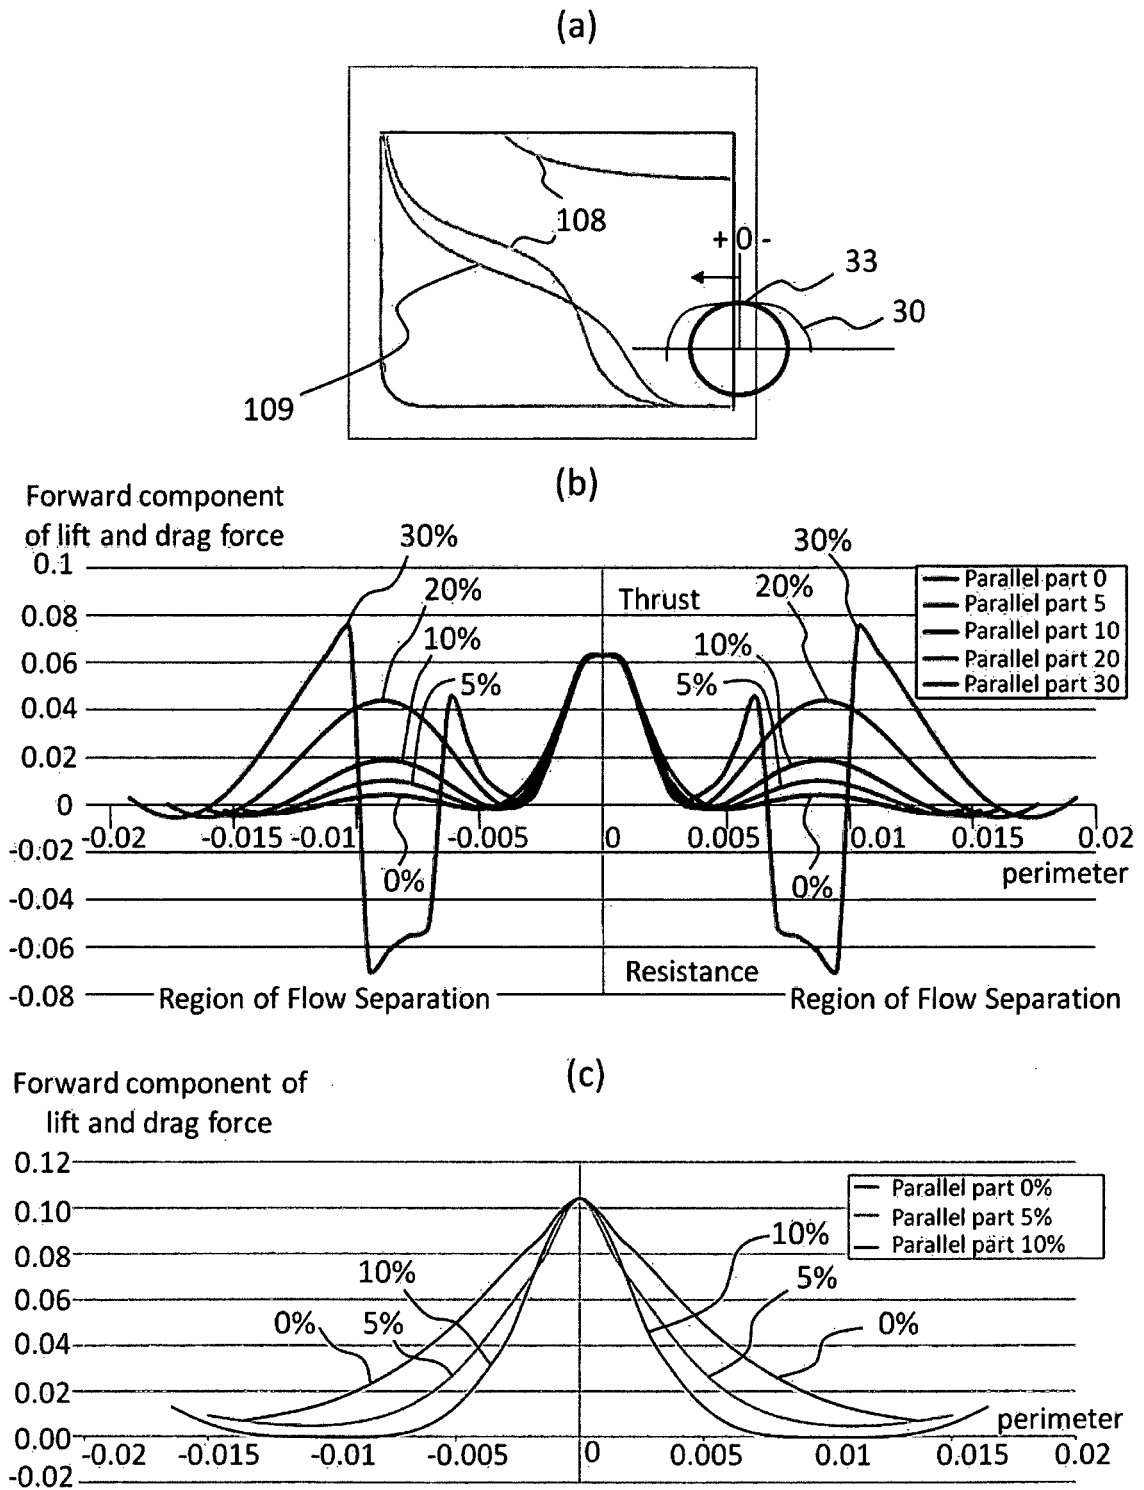 (a)
108
+ 0 -
33
30
109
(b)
Forward component
of lift and drag force
30%
30%
0.1
20%
20%
Parallel part 0
Parallel part 5
Parallel part 10
Parallel part 20
Parallel part 30
Thrust
0.08
10%
10%
0.06
5%
5%
0.04
0.02
0
-0.02 -0.015 -0.010 -0.005 0 0.005 0.01 0.015 0.02
-0.02
0%
0%
perimeter
-0.04
-0.06
Resistance
-0.08
Region of Flow Separation
Region of Flow Separation
(c)
Forward component of
lift and drag force
0.12
Parallel part 0%
Parallel part 5%
Parallel part 10%
0.10
10%
0.08
10%
5%
0.06
0%
5%
0%
0.04
0.02
perimeter
0.00
-0.02 -0.015 -0.01 -0.005 0 0.005 0.01 0.015 0.02
-0.02